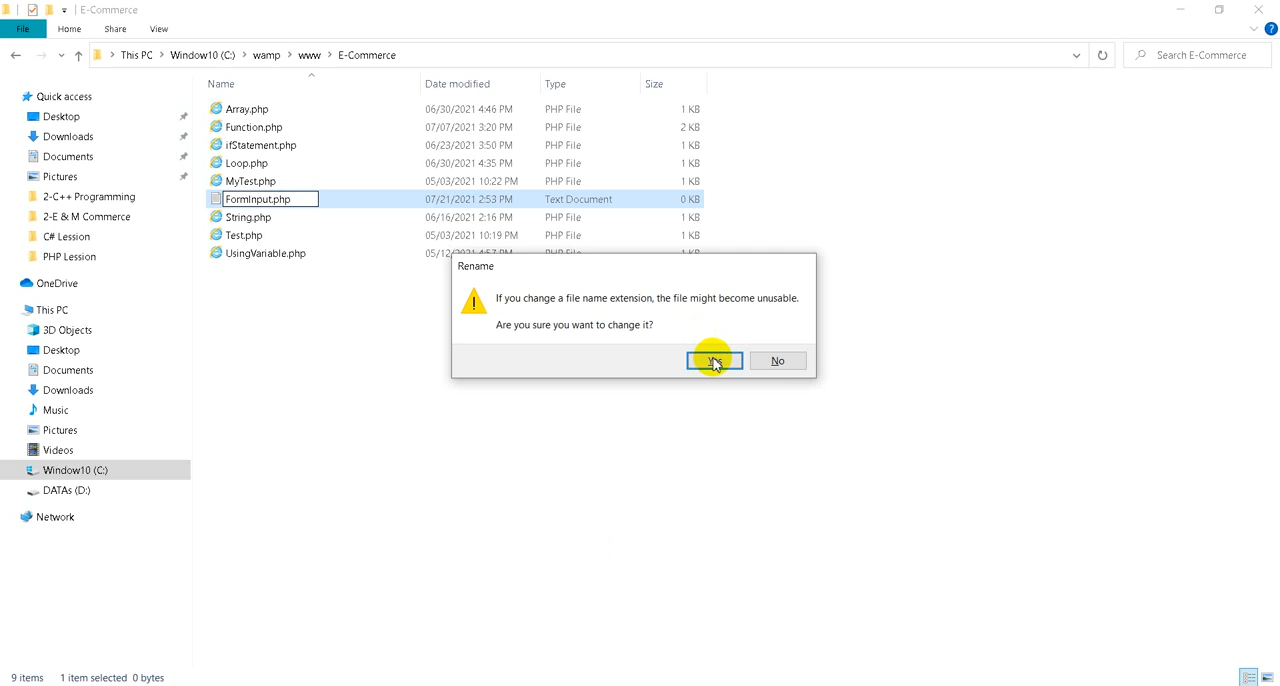 E-Commerce
File Home Share View
This PC Window10 (C:) wamp www E-Commerce
Search E-Commerce
Name Date modified Type Size
Quick access
Desktop
Downloads
Documents
Pictures
2-C++ Programming
2-E & M Commerce
C# Lession
PHP Lession
OneDrive
This PC
3D Objects
Desktop
Documents
Downloads
Music
Pictures
Videos
Window10 (C:)
DATAs (D:)
Network
Array.php 06/30/2021 4:46 PM PHP File 1 KB
Function.php 07/07/2021 3:20 PM PHP File 2 KB
ifStatement.php 06/23/2021 3:50 PM PHP File 1 KB
Loop.php 06/30/2021 4:35 PM PHP File 1 KB
MyTest.php 05/03/2021 10:22 PM PHP File 1 KB
FormInput.php 07/21/2021 2:53 PM Text Document 0 KB
String.php 06/16/2021 2:16 PM PHP File 1 KB
Test.php 05/03/2021 10:19 PM PHP File 1 KB
UsingVariable.php 05/12/2021 4:57 PM PHP File 1 KB
Rename
If you change a file name extension, the file might become unusable.
Are you sure you want to change it?
Yes No
9 items 1 item selected 0 bytes